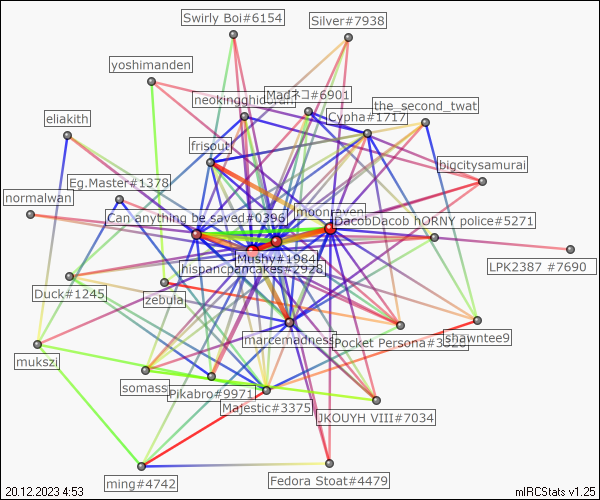 Swirly Boi#6154
Silver#7938
yoshimanden
Madネコ#6901
neokingghidorah
the_second_twat
Cypha#1717
eliakith
frisout
bigcitysamurai
Eg.Master#1378
normalwan
moonraven
Can anything be saved#0396
DacobDacob hORNY police#5271
Mushy#1984
LPK2387 #7690
hispancpancakes#2928
Duck#1245
zebula
marcemadness
Pocket Persona#3326
shawntee9
mukszi
somass
Pikabro#9971
Majestic#3375
JKOUYH VIII#7034
ming#4742
Fedora Stoat#4479
20.12.2023 4:53
mIRCStats v1.25